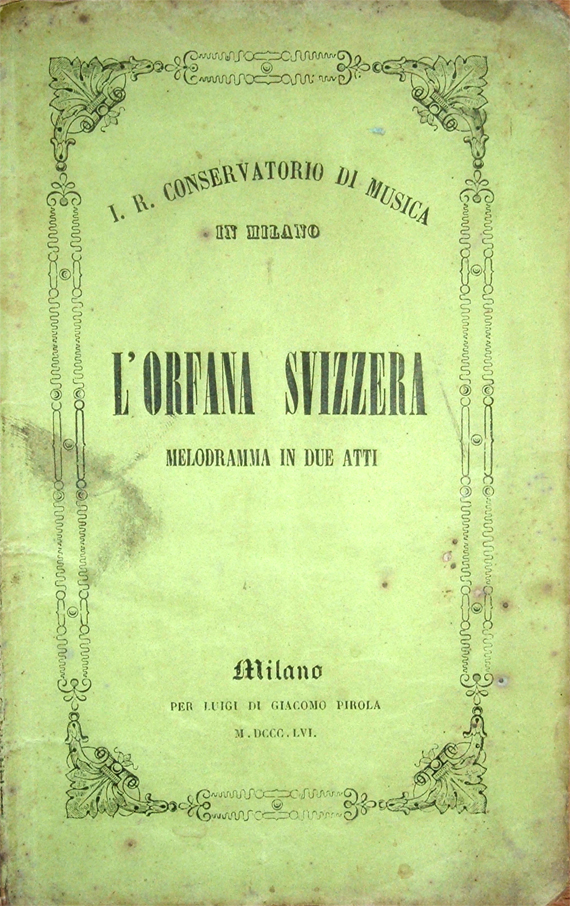 I. R. CONSERVATORIO DI MUSICA
IN MILANO
L'ORFANA SVIZZERA
MELODRAMMA IN DUE ATTI
Milano
PER LUIGI DI GIACOMO PIROLA
M.DCCC.LVI.